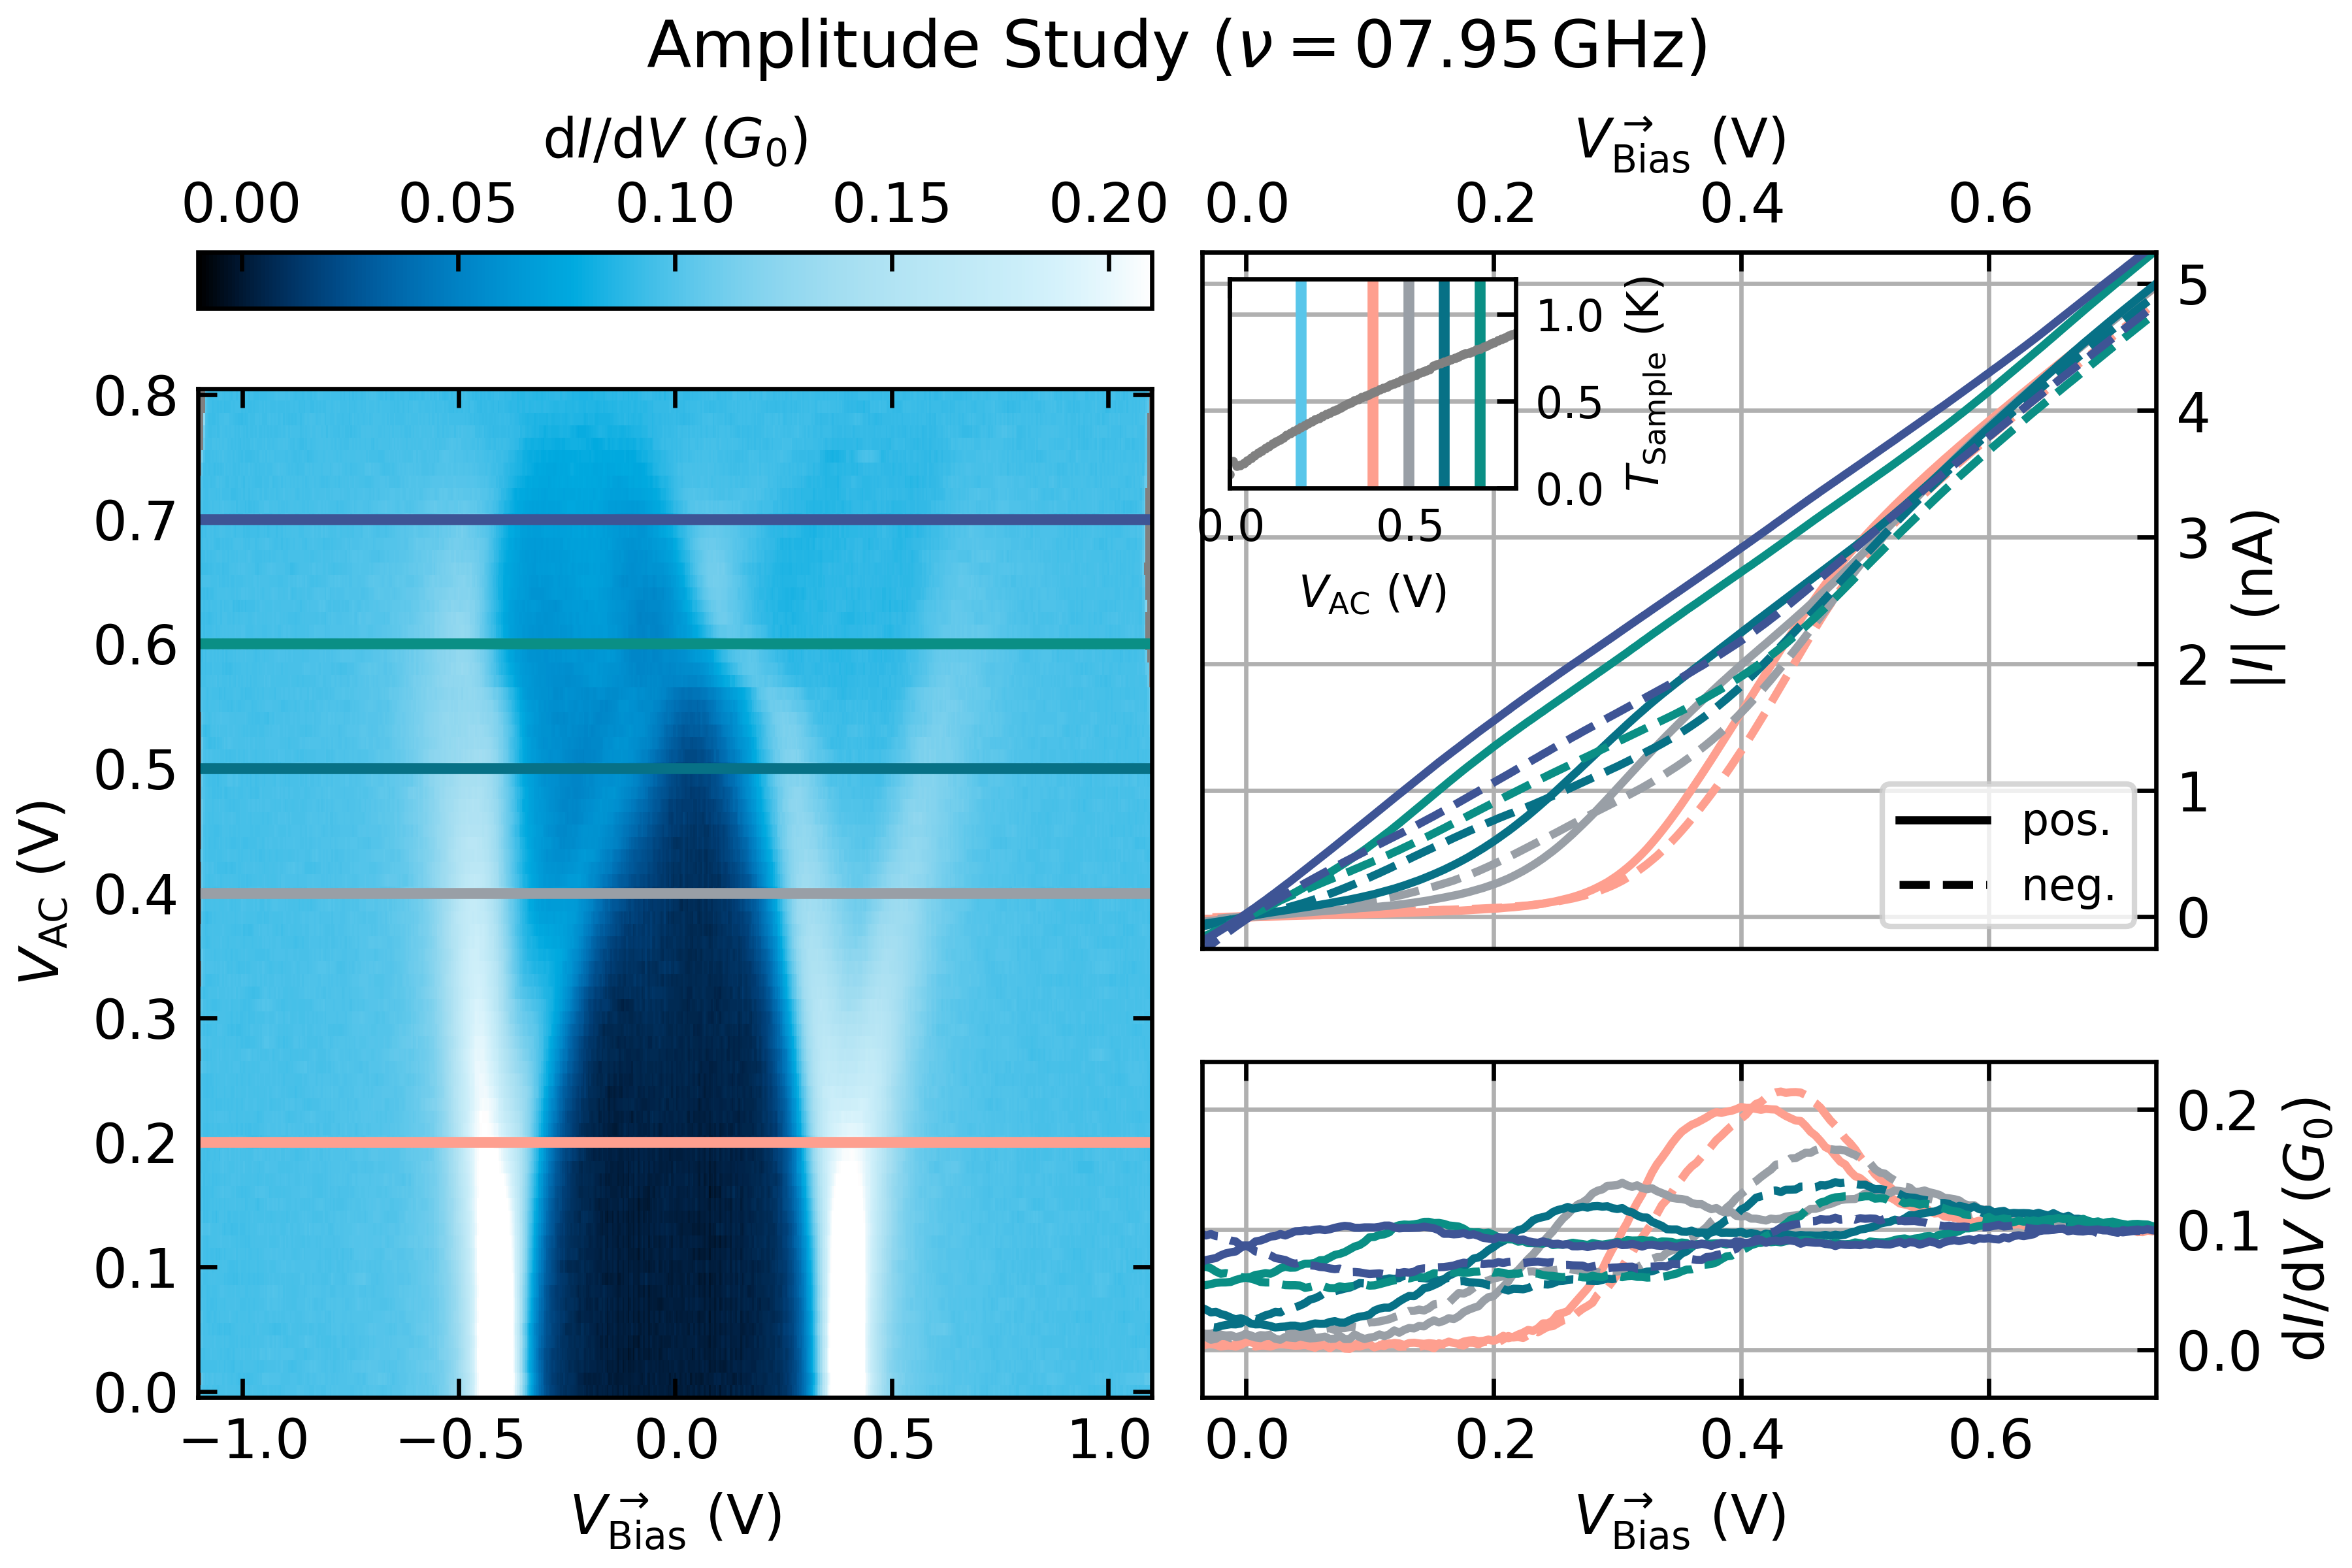 Amplitude Study (ν = 07.95 GHz)
dI/dV (G₀)
0.00 0.05 0.10 0.15 0.20
V→Bias (V)
0.0 0.2 0.4 0.6
0.8
0.7
0.6
0.5
0.4
0.3
0.2
0.1
0.0
VAC (V)
−1.0 −0.5 0.0 0.5 1.0
V→Bias (V)
1.0
0.5
0.0
TSample (K)
0.0 0.5
VAC (V)
5
4
3
2
1
0
|I| (nA)
pos.
neg.
0.2
0.1
0.0
dI/dV (G₀)
0.0 0.2 0.4 0.6
V→Bias (V)